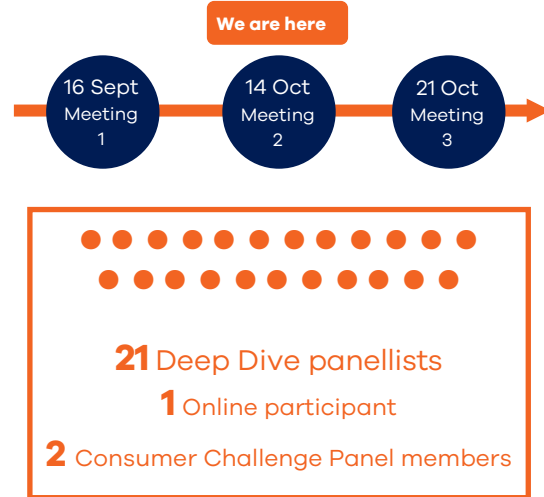 We are here
16 Sept
Meeting
1
14 Oct
Meeting
2
21 Oct
Meeting
3
21 Deep Dive panellists
1 Online participant
2 Consumer Challenge Panel members